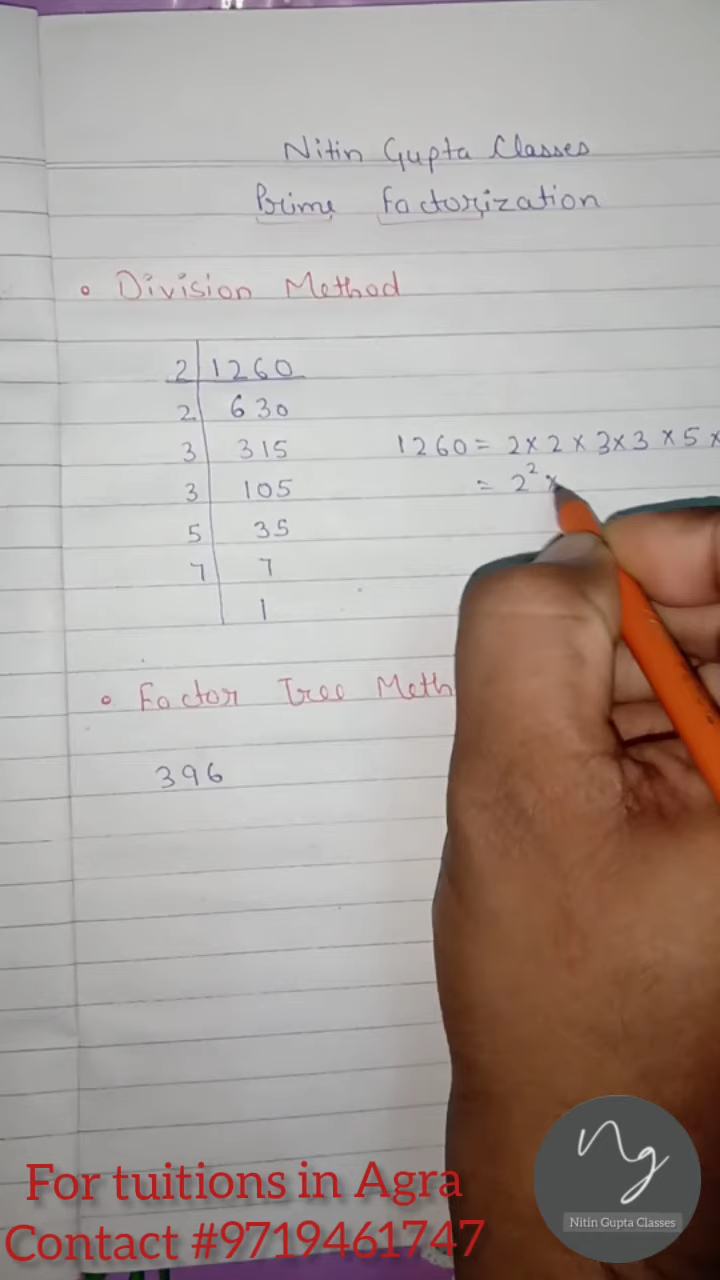 Nitin Gupta Classes
Prime Factorization
• Division Method
2 1260
2 630
3 315
3 105
5 35
7 7
1
1260 = 2 × 2 × 3 × 3 × 5 ×
= 2² ×
• Factor Tree Meth
396
For tuitions in Agra
Contact #9719461747
ng
Nitin Gupta Classes